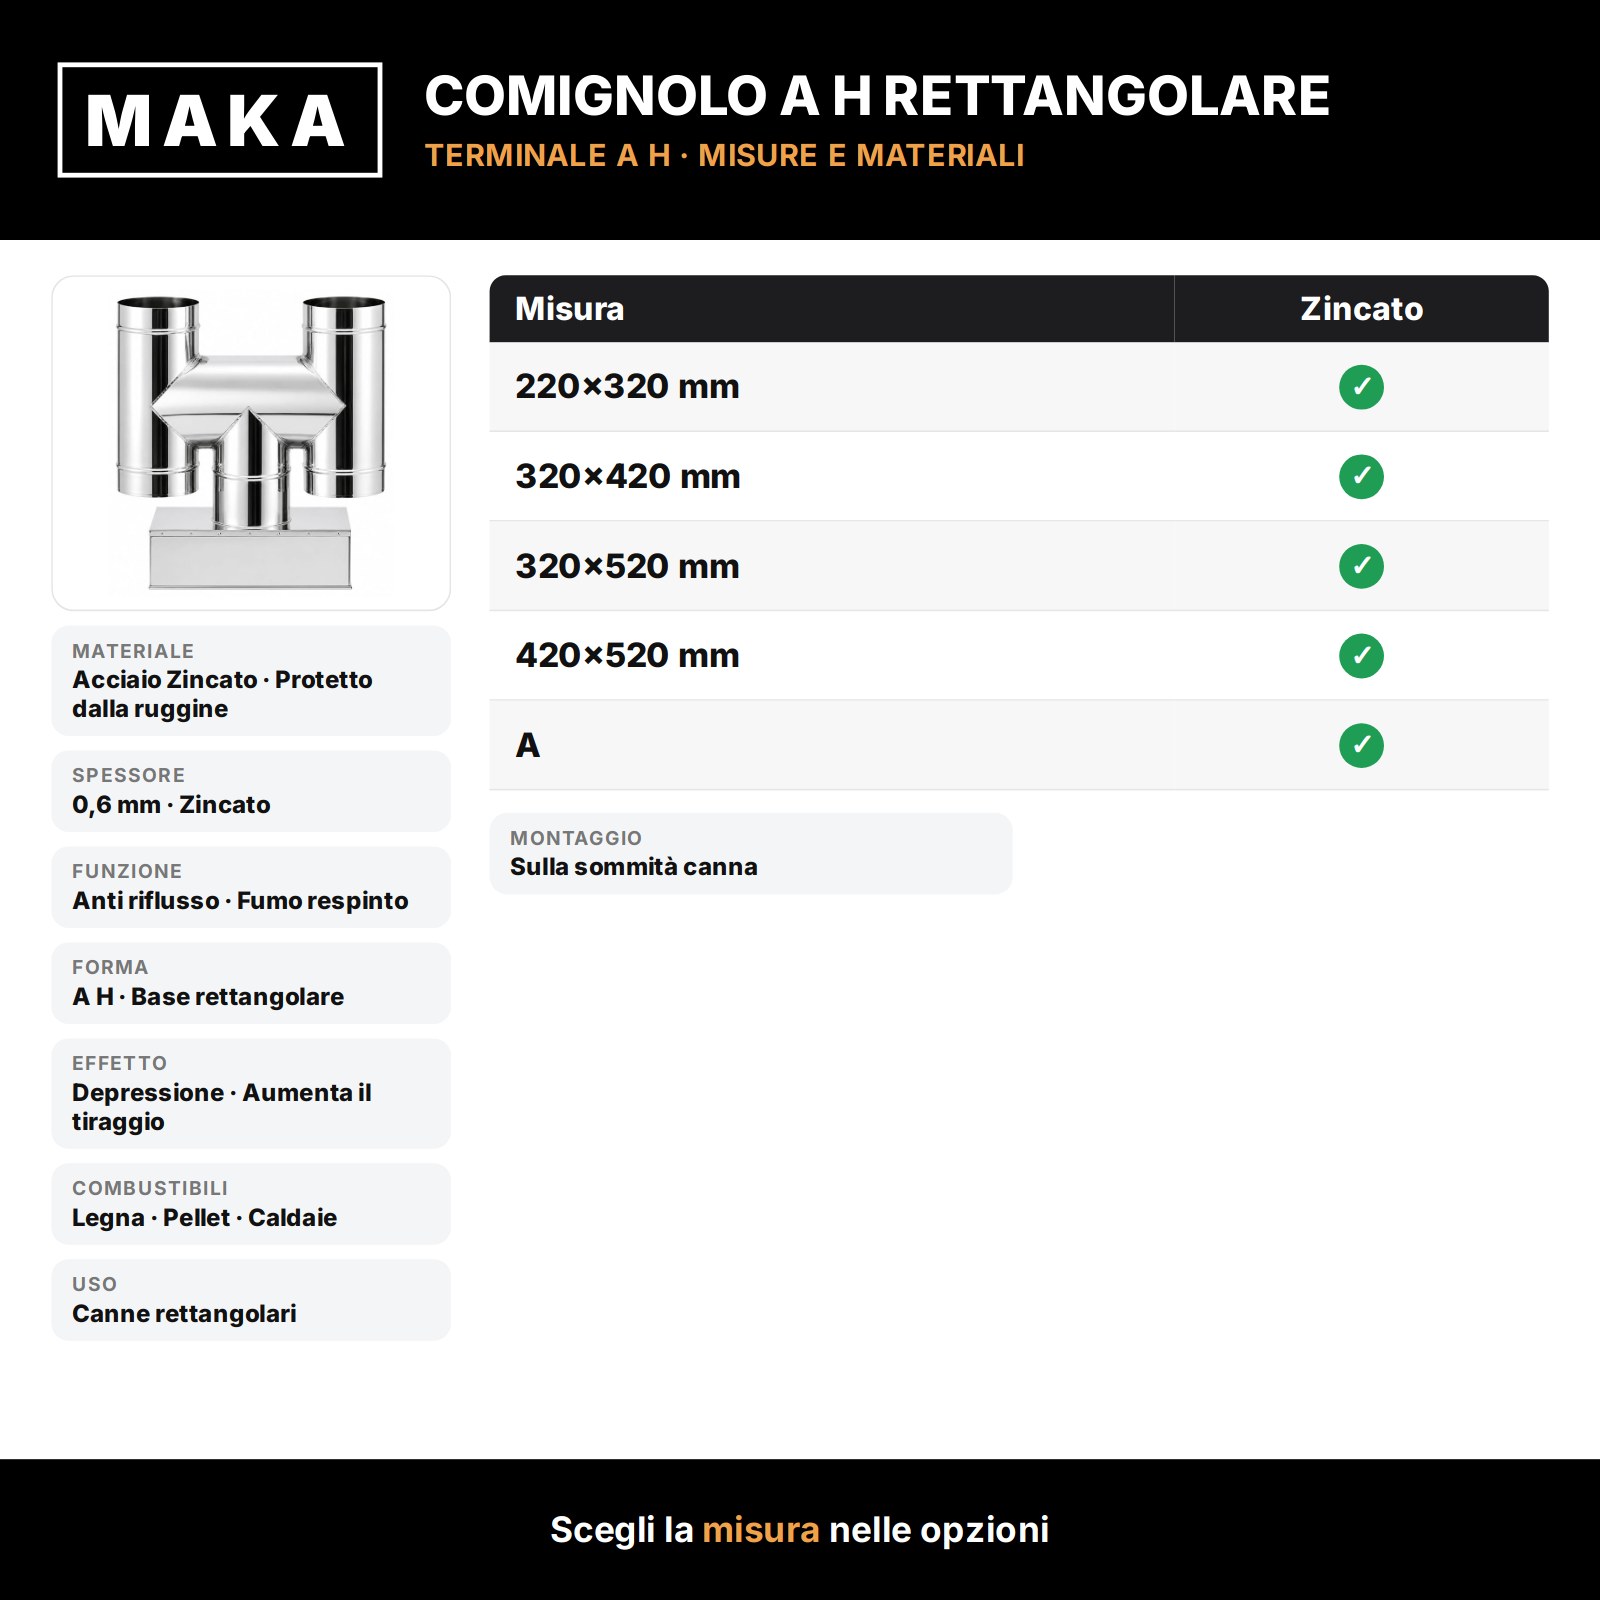 MAKA
COMIGNOLO A H RETTANGOLARE
TERMINALE A H · MISURE E MATERIALI
MATERIALE
Acciaio Zincato · Protetto
dalla ruggine
SPESSORE
0,6 mm · Zincato
FUNZIONE
Anti riflusso · Fumo respinto
FORMA
A H · Base rettangolare
EFFETTO
Depressione · Aumenta il
tiraggio
COMBUSTIBILI
Legna · Pellet · Caldaie
USO
Canne rettangolari
Misura Zincato
220×320 mm ✓
320×420 mm ✓
320×520 mm ✓
420×520 mm ✓
A ✓
MONTAGGIO
Sulla sommità canna
Scegli la misura nelle opzioni